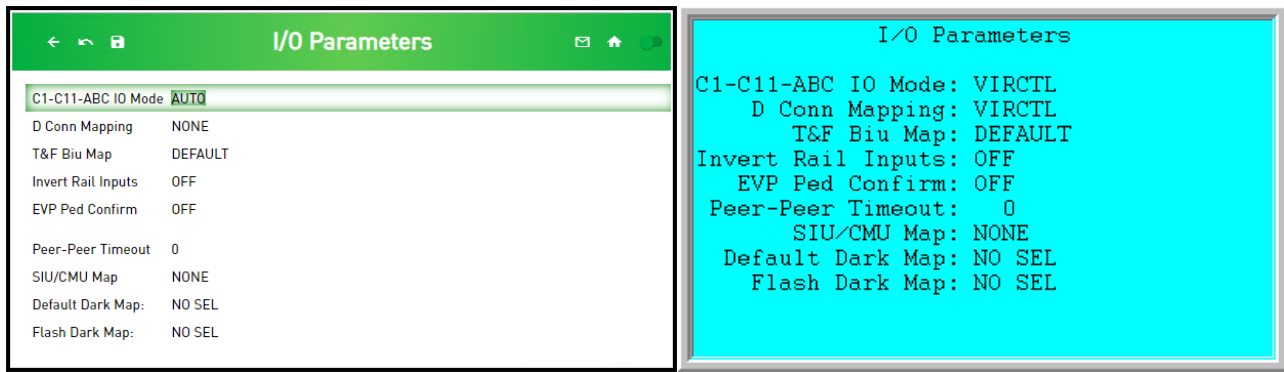 I/O Parameters
C1-C11-ABC IO Mode AUTO
D Conn Mapping NONE
T&F Biu Map DEFAULT
Invert Rail Inputs OFF
EVP Ped Confirm OFF
Peer-Peer Timeout 0
SIU/CMU Map NONE
Default Dark Map: NO SEL
Flash Dark Map: NO SEL
I/O Parameters
C1-C11-ABC IO Mode: VIRCTL
D Conn Mapping: VIRCTL
T&F Biu Map: DEFAULT
Invert Rail Inputs: OFF
EVP Ped Confirm: OFF
Peer-Peer Timeout: 0
SIU/CMU Map: NONE
Default Dark Map: NO SEL
Flash Dark Map: NO SEL